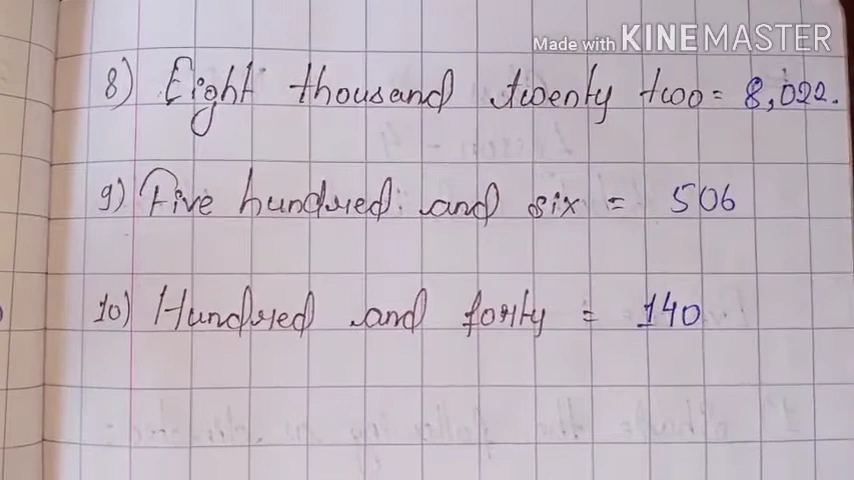 Made with KINEMASTER
8) Eight thousand twenty two = 8,022.
9) Five hundred and six = 506
10) Hundred and forty = 140